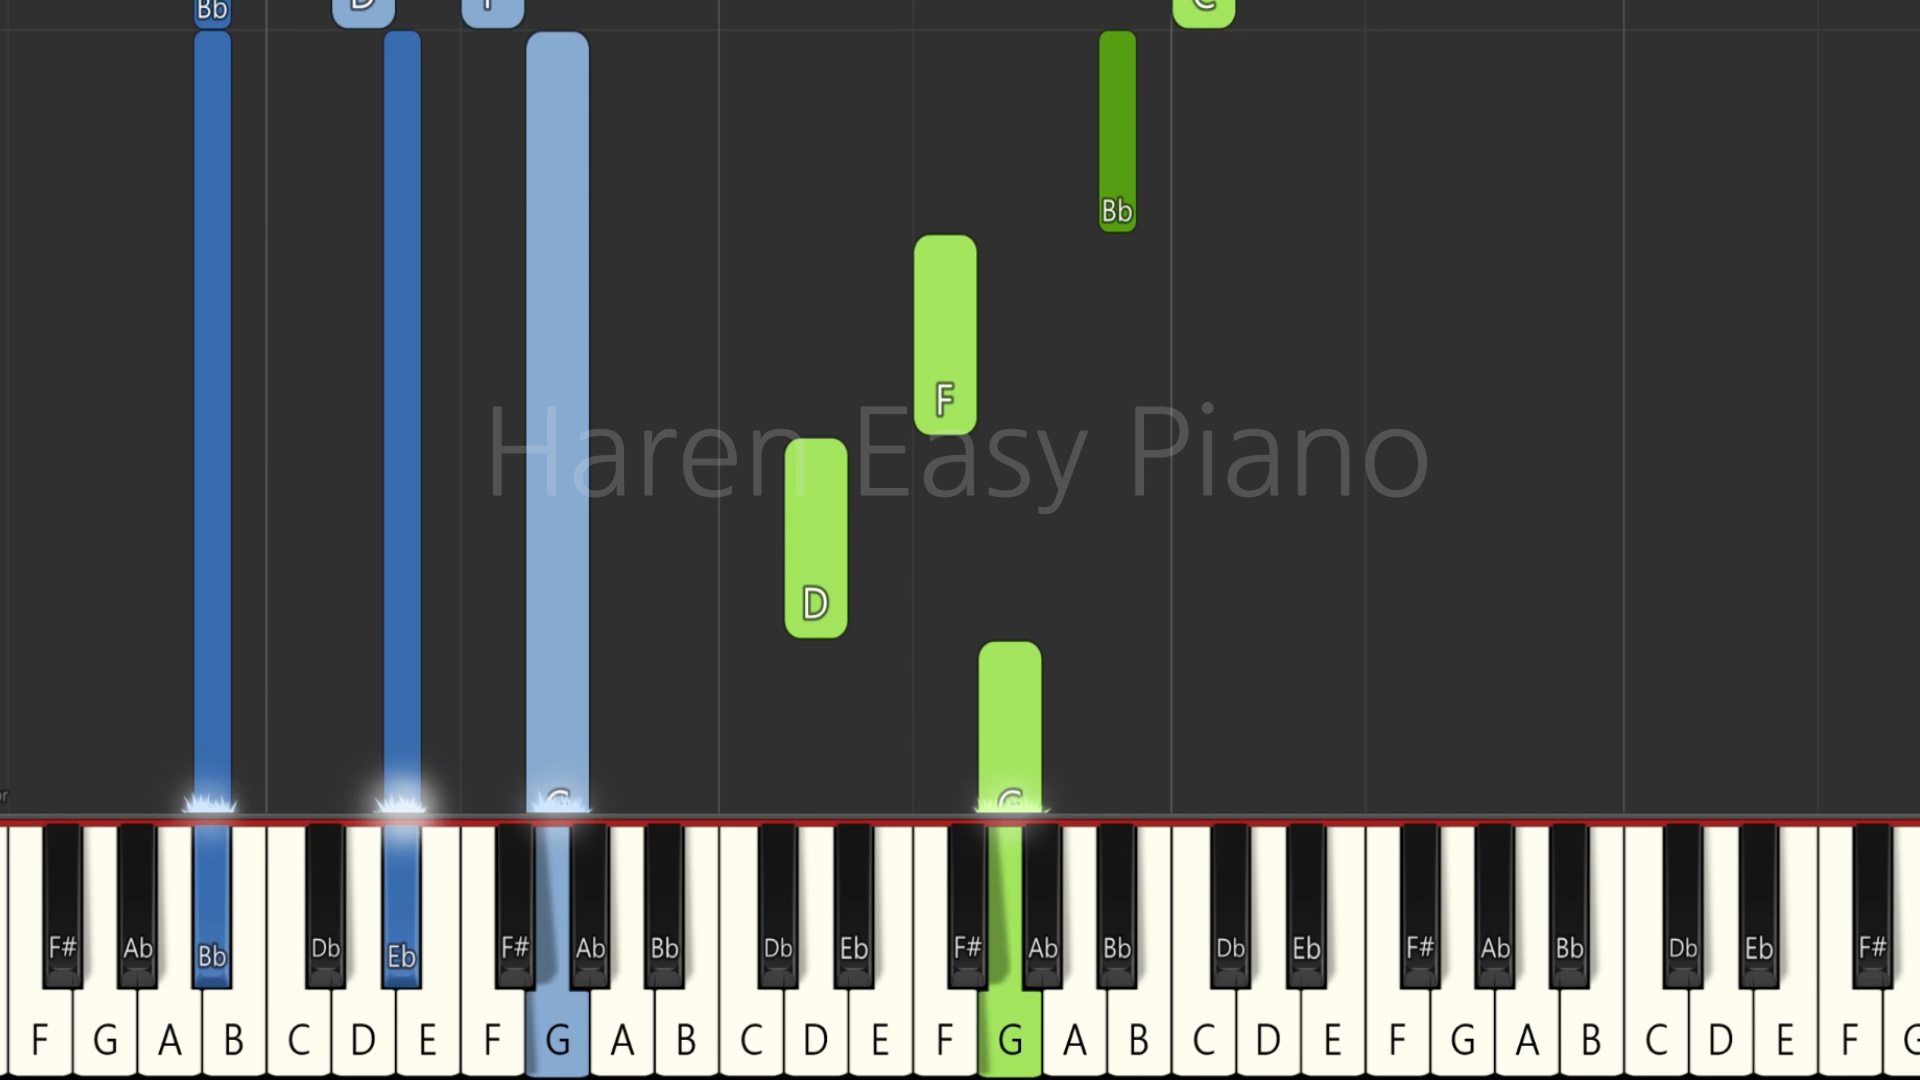 Bb D F C
Bb
F
Haren Easy Piano
D
G G
F# Ab Bb Db Eb F# Ab Bb Db Eb F# Ab Bb Db Eb F# Ab Bb Db Eb F#
F G A B C D E F G A B C D E F G A B C D E F G A B C D E F G